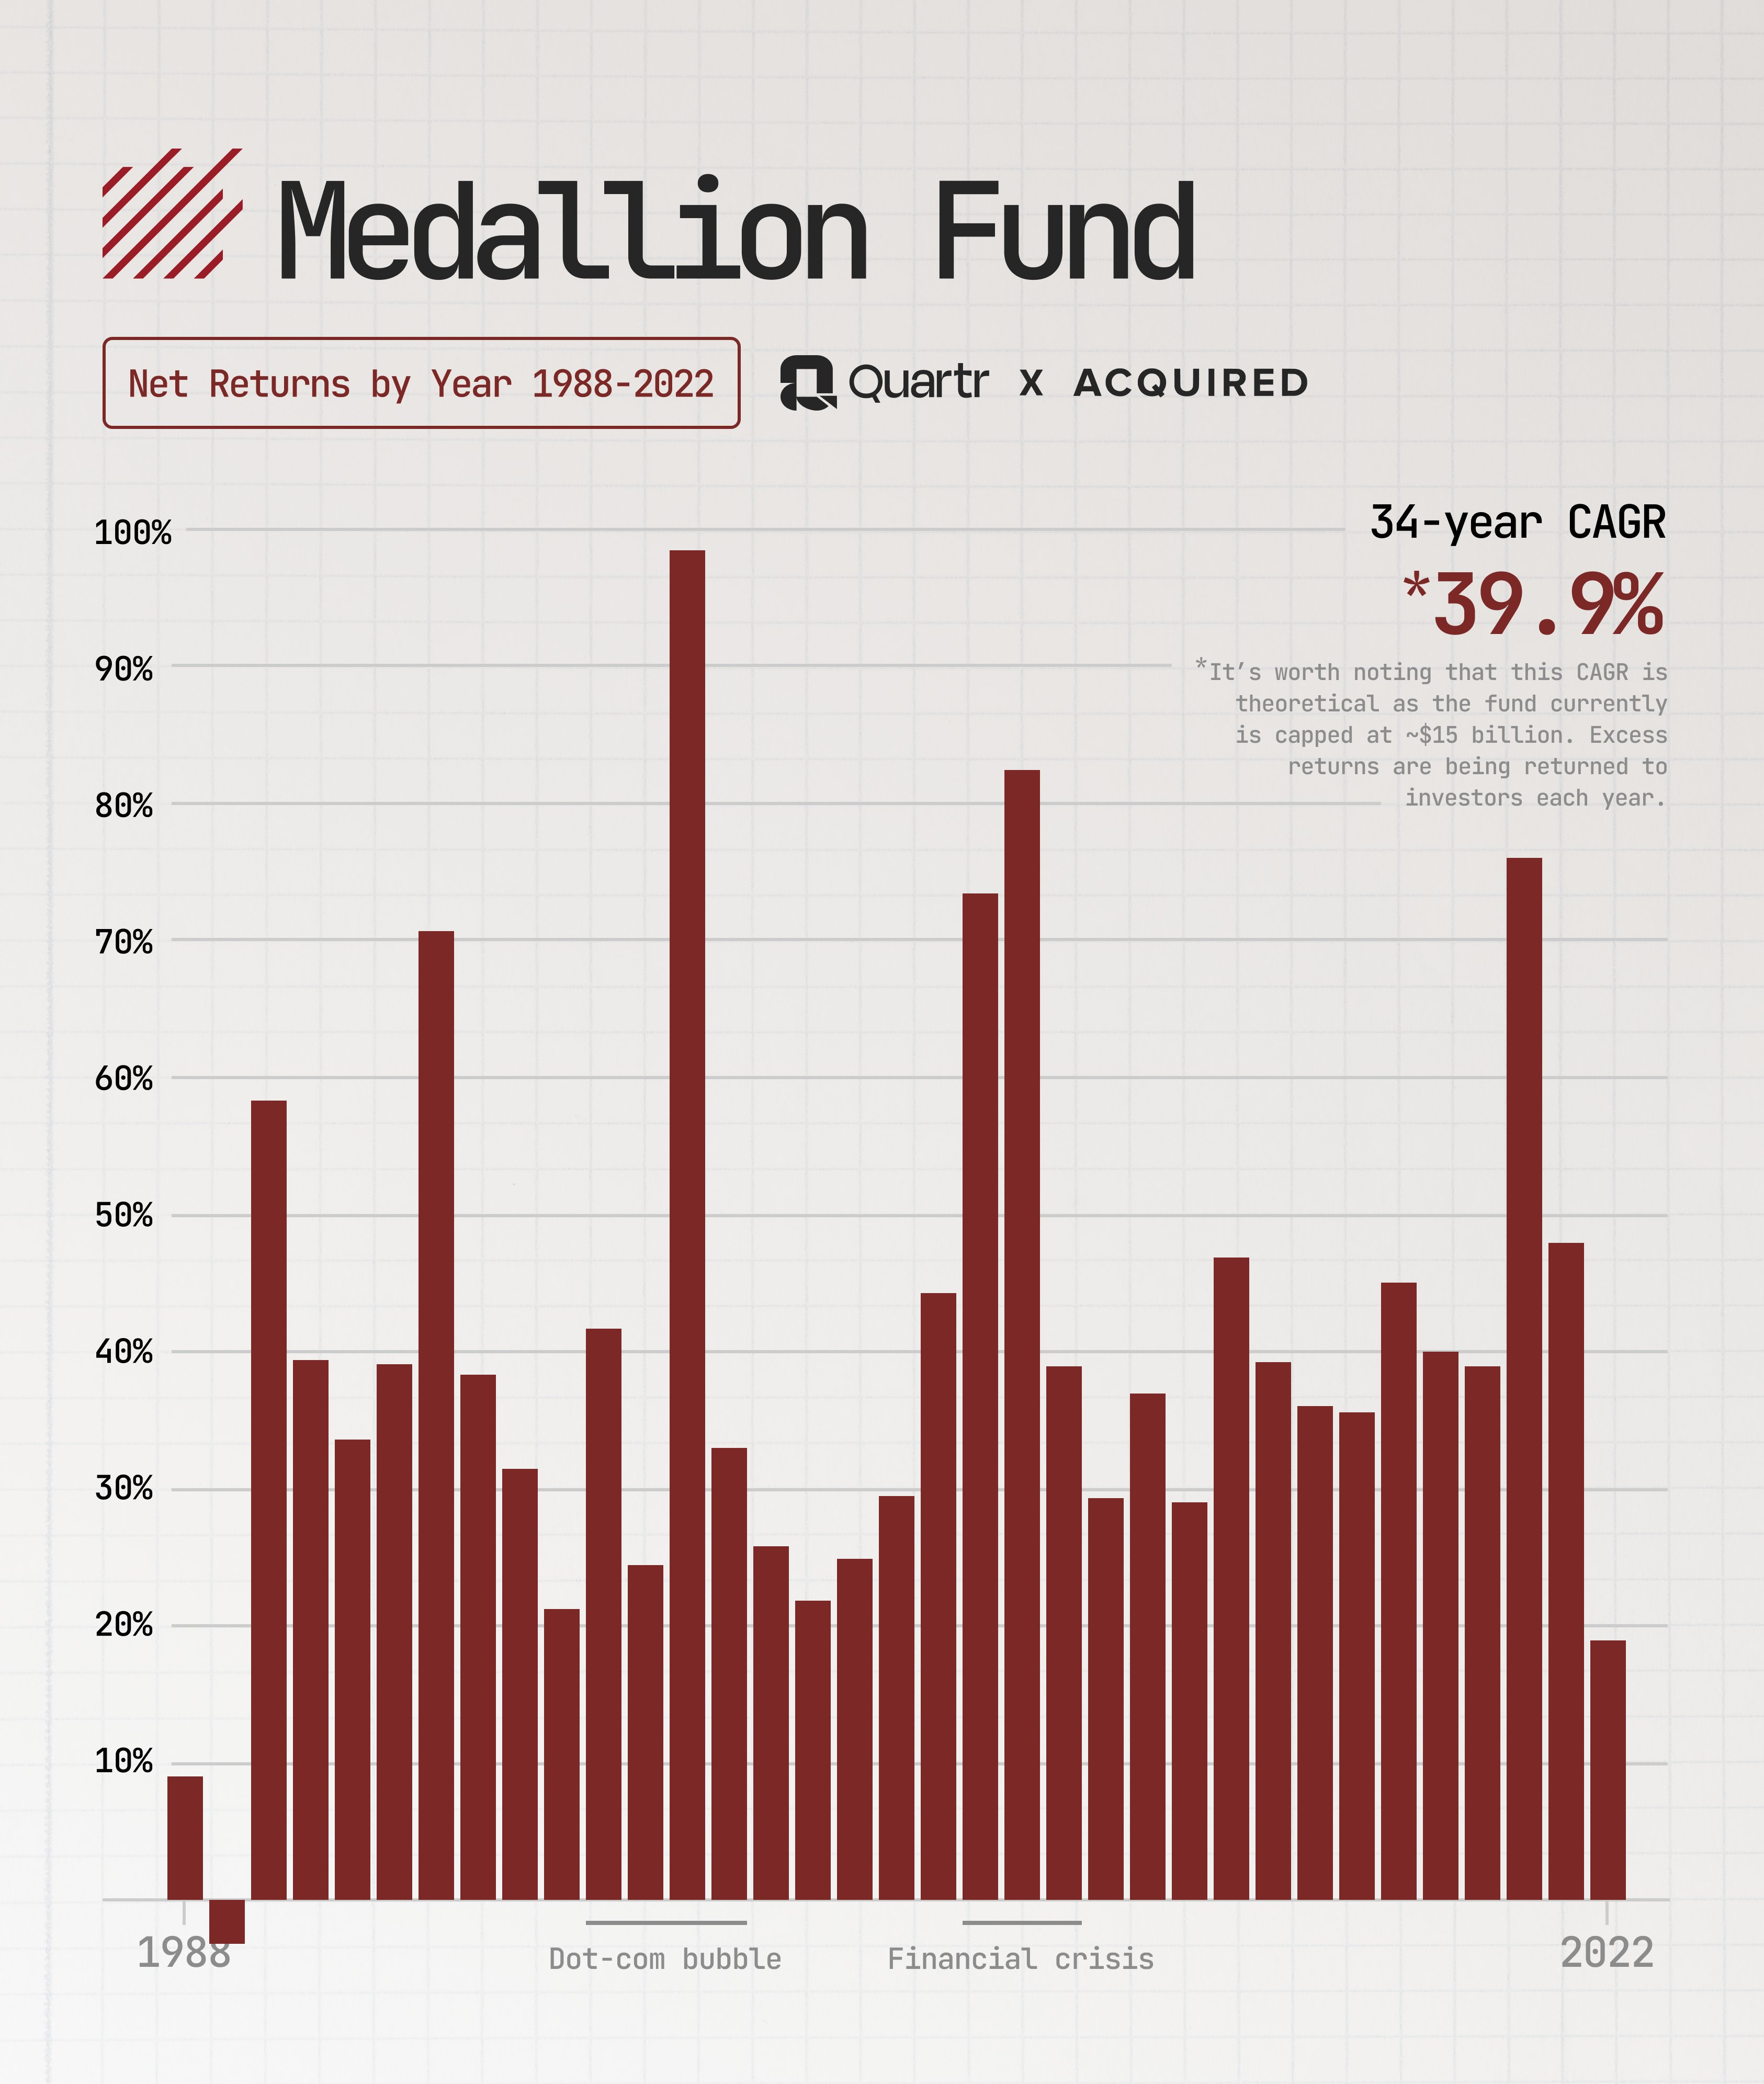 Medallion Fund
Net Returns by Year 1988-2022
Quartr X ACQUIRED
34-year CAGR
*39.9%
*It’s worth noting that this CAGR is
theoretical as the fund currently
is capped at ~$15 billion. Excess
returns are being returned to
investors each year.
100%
90%
80%
70%
60%
50%
40%
30%
20%
10%
1988
Dot-com bubble
Financial crisis
2022